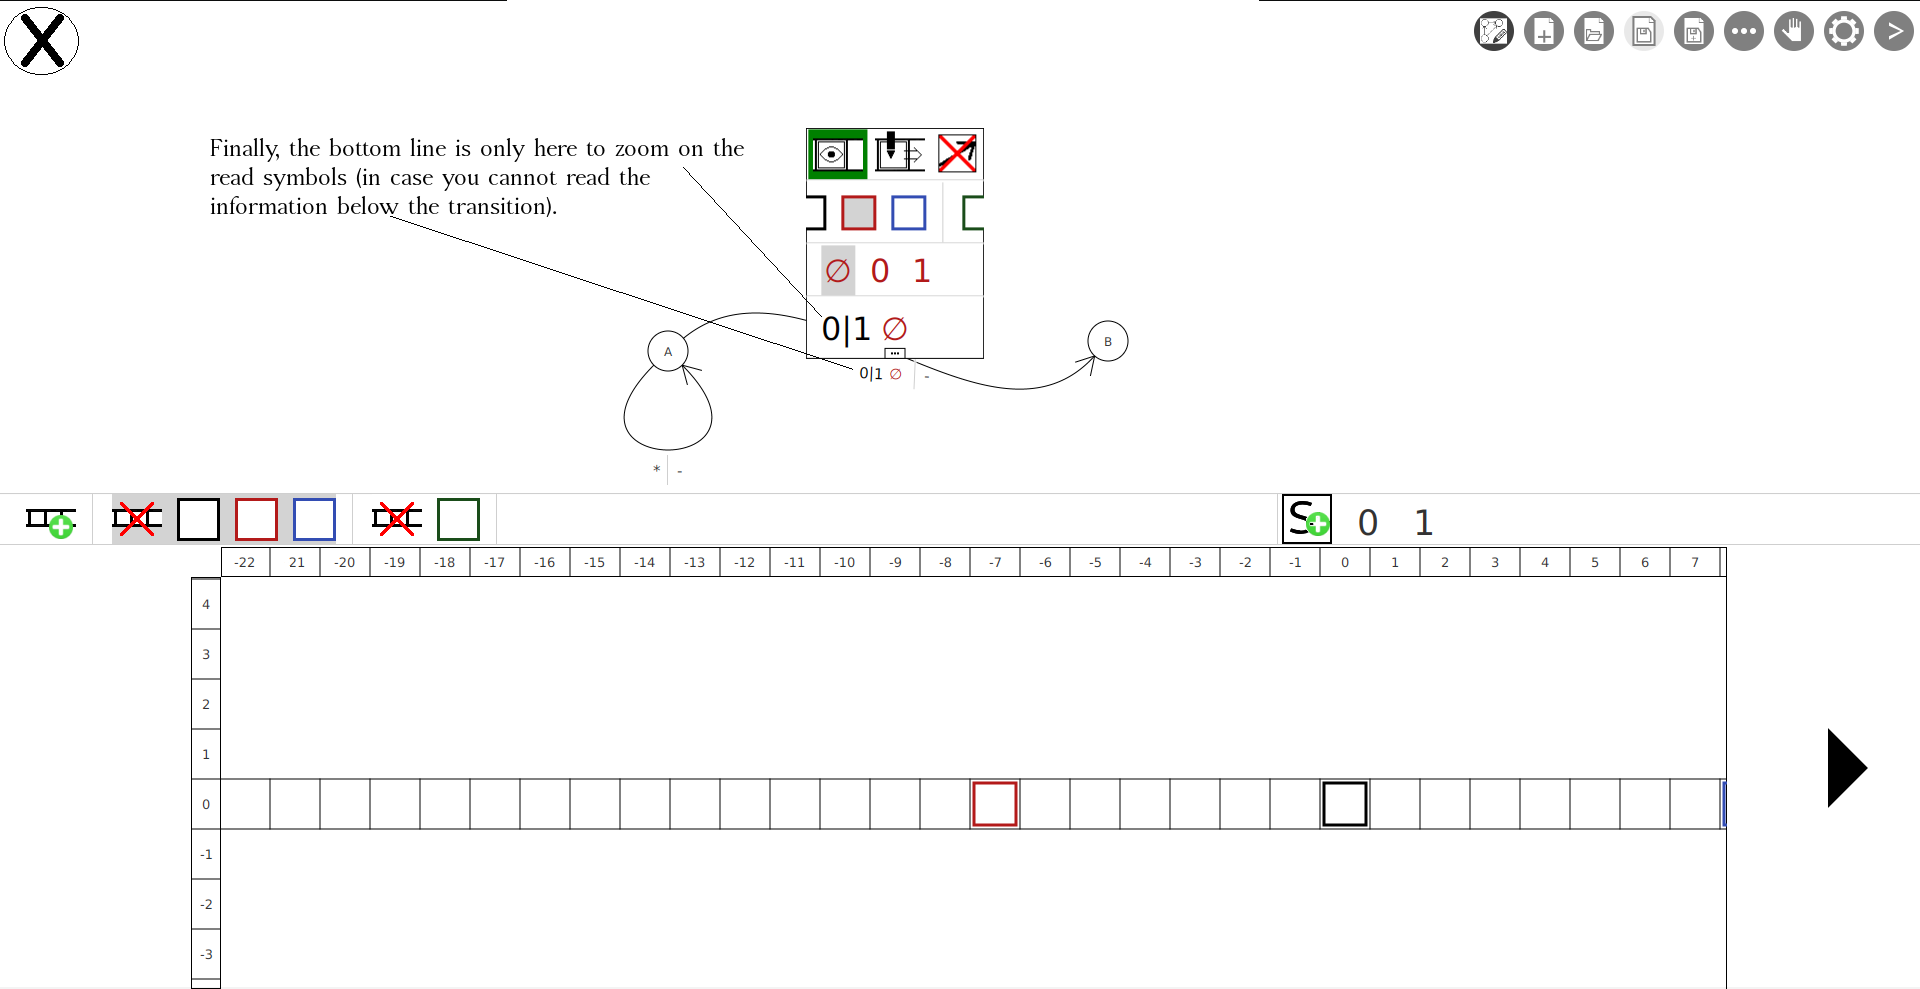 X
>
Finally, the bottom line is only here to zoom on the
read symbols (in case you cannot read the
information below the transition).
∅ 0 1
0|1 ∅
...
A
B
0|1 ∅ -
* -
S 0 1
-22 21 -20 -19 -18 -17 -16 -15 -14 -13 -12 -11 -10 -9 -8 -7 -6 -5 -4 -3 -2 -1 0 1 2 3 4 5 6 7
4
3
2
1
0
-1
-2
-3